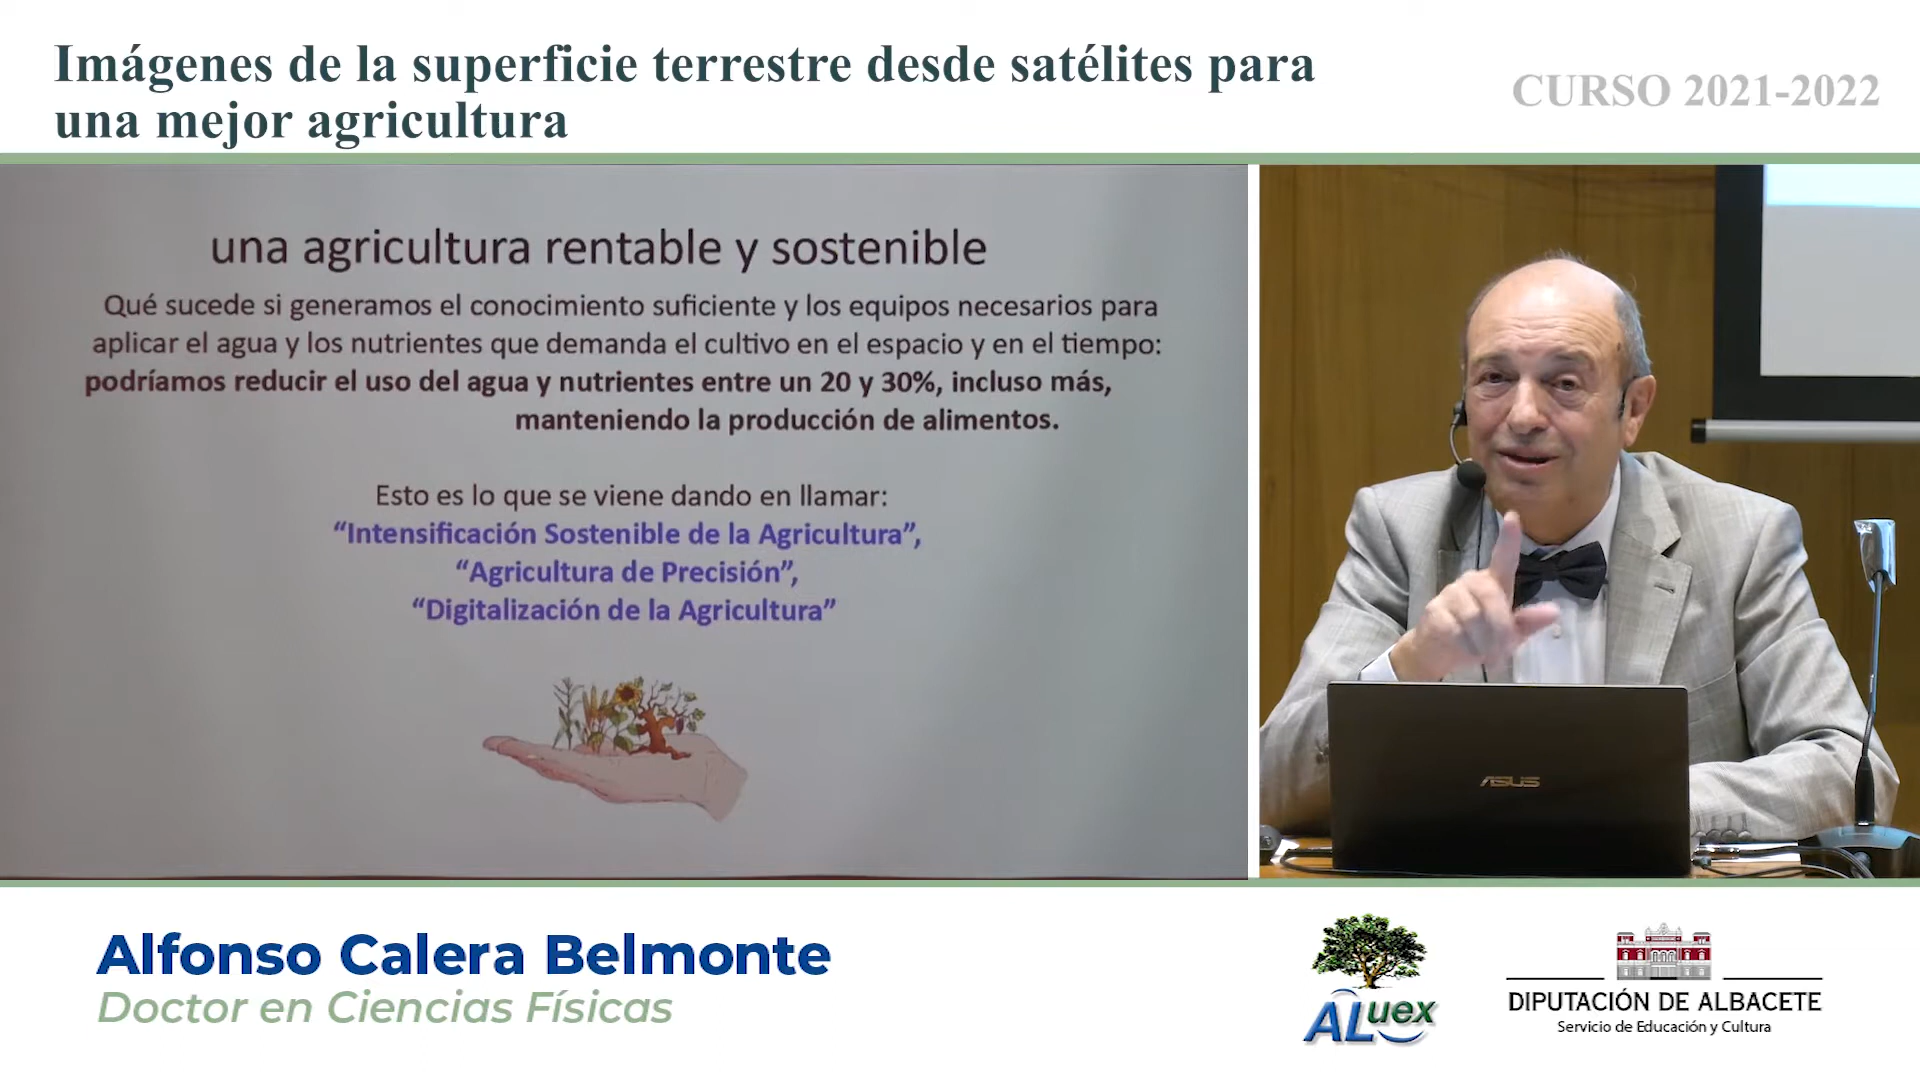 Imágenes de la superficie terrestre desde satélites para
una mejor agricultura
CURSO 2021-2022
una agricultura rentable y sostenible
Qué sucede si generamos el conocimiento suficiente y los equipos necesarios para
aplicar el agua y los nutrientes que demanda el cultivo en el espacio y en el tiempo:
podríamos reducir el uso del agua y nutrientes entre un 20 y 30%, incluso más,
manteniendo la producción de alimentos.
Esto es lo que se viene dando en llamar:
“Intensificación Sostenible de la Agricultura”,
“Agricultura de Precisión”,
“Digitalización de la Agricultura”
ASUS
Alfonso Calera Belmonte
Doctor en Ciencias Físicas
ALuex
DIPUTACIÓN DE ALBACETE
Servicio de Educación y Cultura